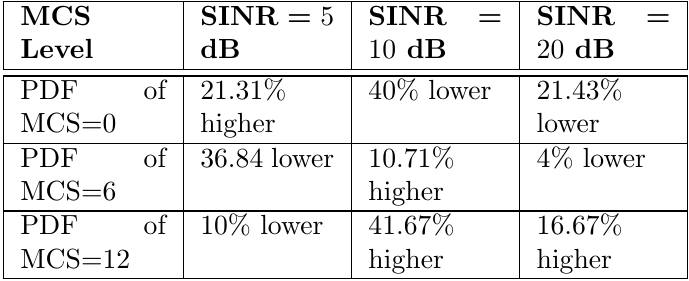 MCS Level SINR = 5 dB SINR = 10 dB SINR = 20 dB
PDF of MCS=0 21.31% higher 40% lower 21.43% lower
PDF of MCS=6 36.84 lower 10.71% higher 4% lower
PDF of MCS=12 10% lower 41.67% higher 16.67% higher